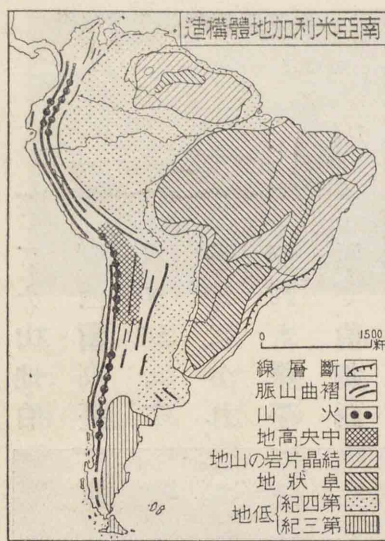 南亞米利加地體構造
0 1500
粁
斷層線
褶曲山脈
火山
中央高地
結晶片岩の山地
卓狀地
低地
第四紀
第三紀